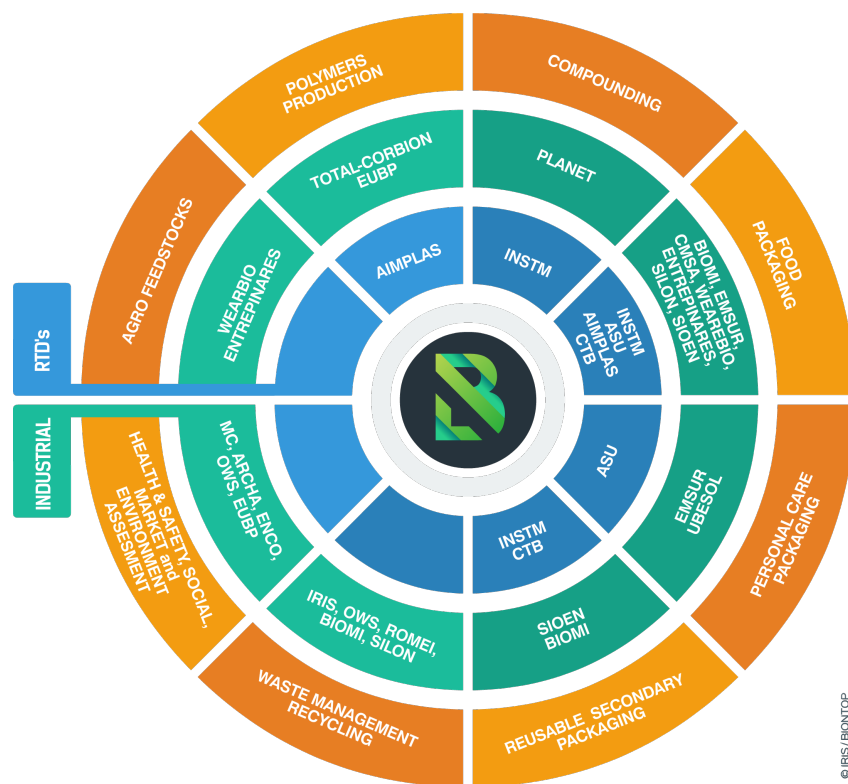 POLYMERS
PRODUCTION
COMPOUNDING
FOOD
PACKAGING
PERSONAL CARE
PACKAGING
REUSABLE SECONDARY
PACKAGING
WASTE MANAGEMENT
RECYCLING
HEALTH & SAFETY, SOCIAL,
MARKET and
ENVIRONMENT
ASSESMENT
AGRO FEEDSTOCKS
TOTAL-CORBION
EUBP
PLANET
BIOMI, EMSUR,
CMSA, WEAREBIO,
ENTREPINARES,
SILON, SIOEN
EMSUR
UBESOL
SIOEN
BIOMI
IRIS, OWS, ROMEI,
BIOMI, SILON
MC, ARCHA, ENCO,
OWS, EUBP
WEARBIO
ENTREPINARES
AIMPLAS
INSTM
INSTM
ASU
AIMPLAS
CTB
ASU
INSTM
CTB
RTD's
INDUSTRIAL
B
© IRIS / BIONTOP